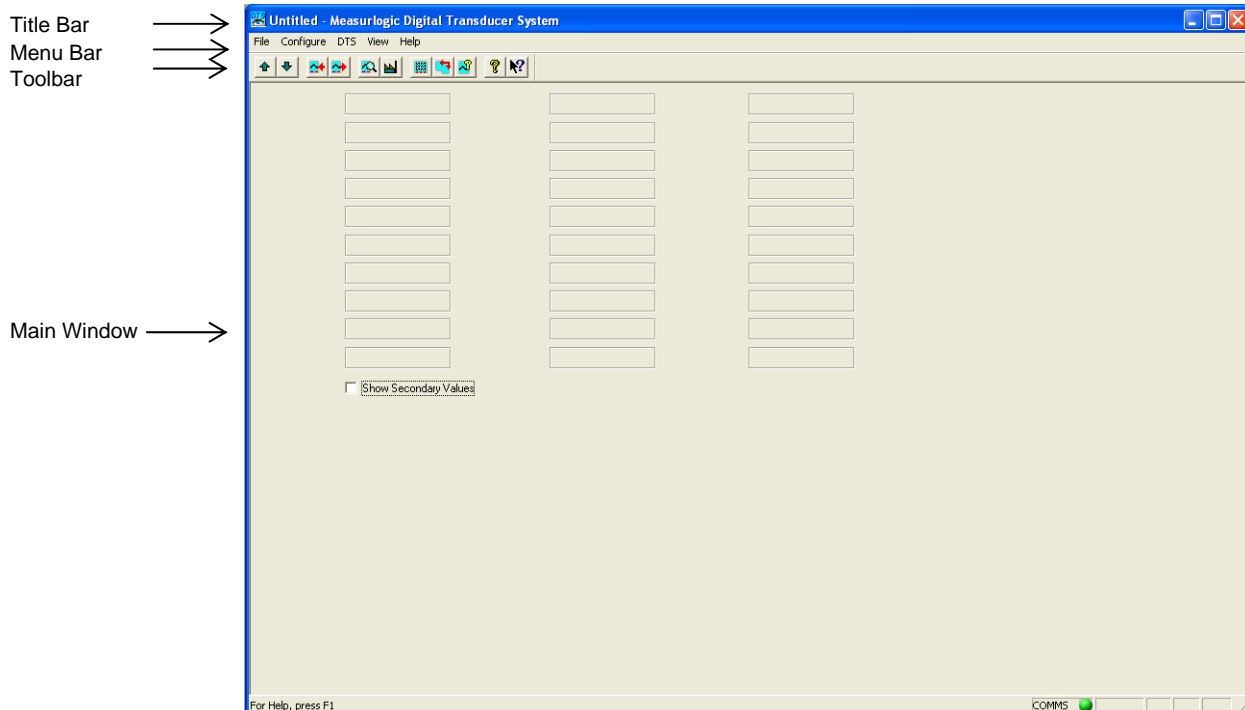 Title Bar
Menu Bar
Toolbar
Main Window
Untitled - Measurlogic Digital Transducer System
File Configure DTS View Help
Show Secondary Values
For Help, press F1
COMMS